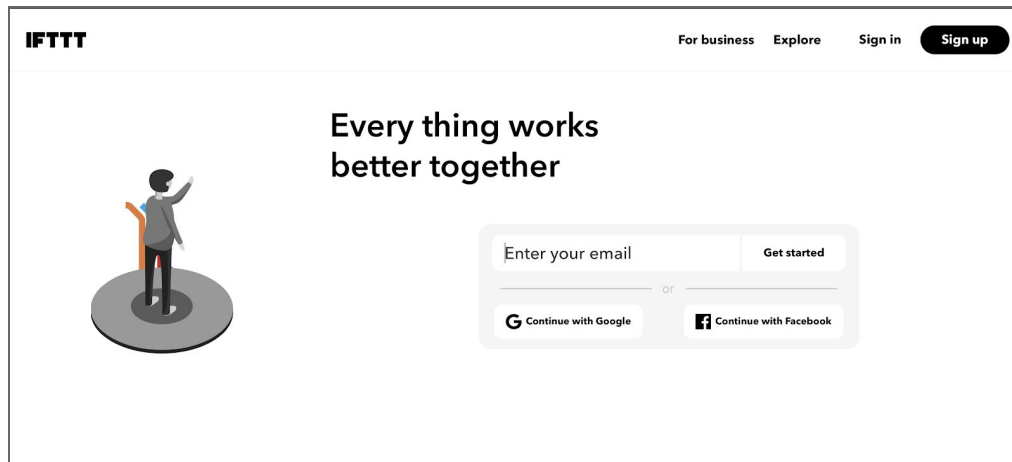 IFTTT
For business Explore Sign in Sign up
Every thing works
better together
Enter your email Get started
or
Continue with Google Continue with Facebook